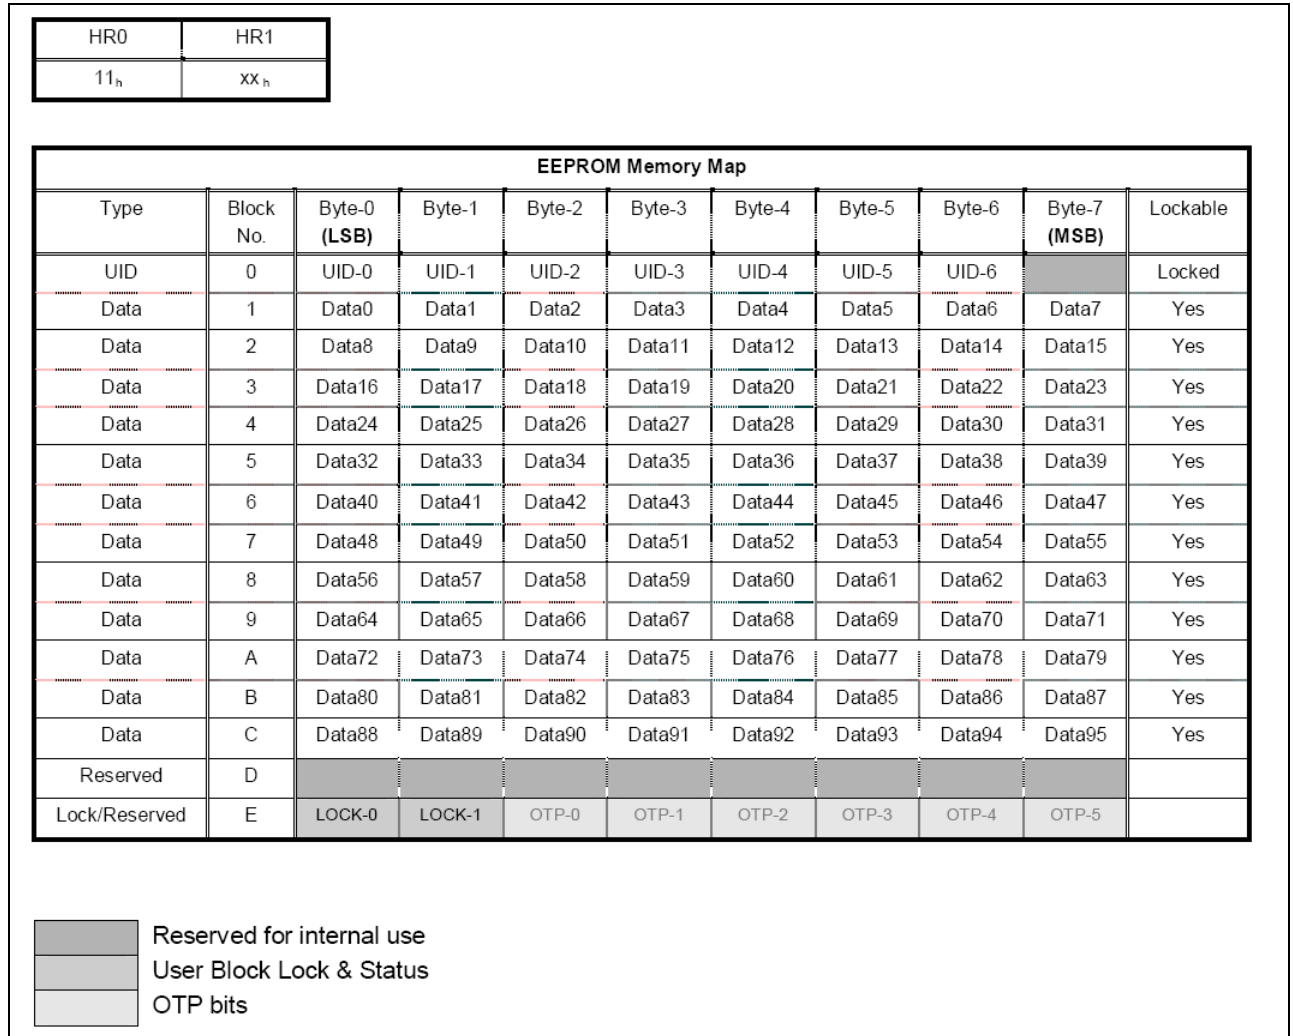 HR0 HR1
11h xx h
EEPROM Memory Map
Type Block No. Byte-0 (LSB) Byte-1 Byte-2 Byte-3 Byte-4 Byte-5 Byte-6 Byte-7 (MSB) Lockable
UID 0 UID-0 UID-1 UID-2 UID-3 UID-4 UID-5 UID-6 Locked
Data 1 Data0 Data1 Data2 Data3 Data4 Data5 Data6 Data7 Yes
Data 2 Data8 Data9 Data10 Data11 Data12 Data13 Data14 Data15 Yes
Data 3 Data16 Data17 Data18 Data19 Data20 Data21 Data22 Data23 Yes
Data 4 Data24 Data25 Data26 Data27 Data28 Data29 Data30 Data31 Yes
Data 5 Data32 Data33 Data34 Data35 Data36 Data37 Data38 Data39 Yes
Data 6 Data40 Data41 Data42 Data43 Data44 Data45 Data46 Data47 Yes
Data 7 Data48 Data49 Data50 Data51 Data52 Data53 Data54 Data55 Yes
Data 8 Data56 Data57 Data58 Data59 Data60 Data61 Data62 Data63 Yes
Data 9 Data64 Data65 Data66 Data67 Data68 Data69 Data70 Data71 Yes
Data A Data72 Data73 Data74 Data75 Data76 Data77 Data78 Data79 Yes
Data B Data80 Data81 Data82 Data83 Data84 Data85 Data86 Data87 Yes
Data C Data88 Data89 Data90 Data91 Data92 Data93 Data94 Data95 Yes
Reserved D
Lock/Reserved E LOCK-0 LOCK-1 OTP-0 OTP-1 OTP-2 OTP-3 OTP-4 OTP-5
Reserved for internal use
User Block Lock & Status
OTP bits